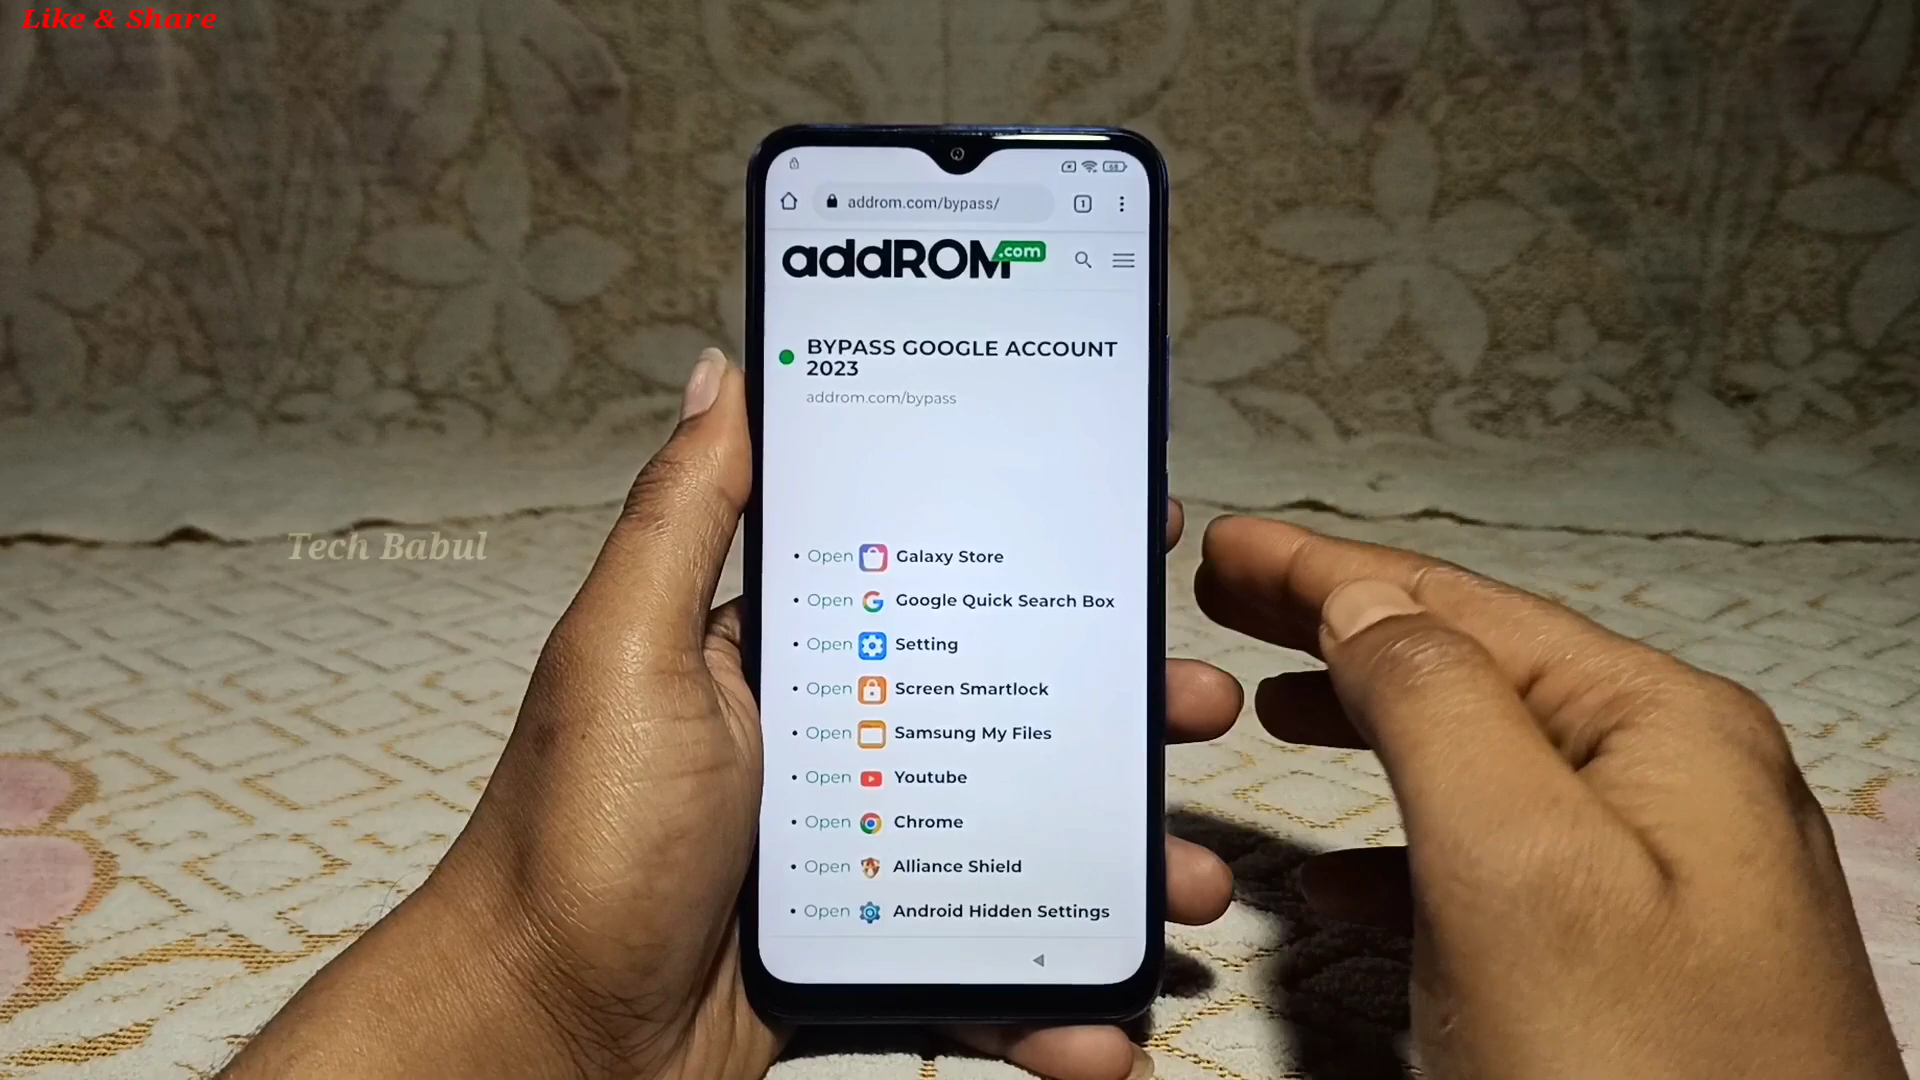 Like & Share
68
addrom.com/bypass/
1
addROM.com
BYPASS GOOGLE ACCOUNT
2023
addrom.com/bypass
Tech Babul
• Open Galaxy Store
• Open Google Quick Search Box
• Open Setting
• Open Screen Smartlock
• Open Samsung My Files
• Open Youtube
• Open Chrome
• Open Alliance Shield
• Open Android Hidden Settings